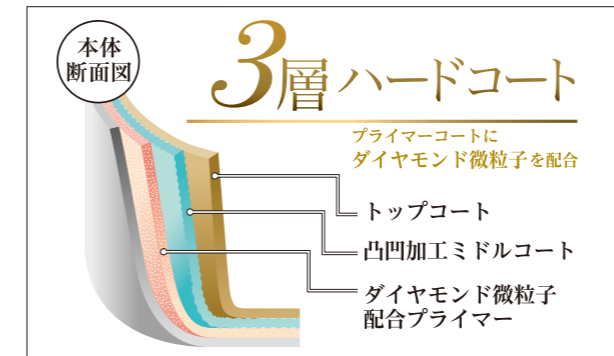 本体
断面図
3層ハードコート
プライマーコートに
ダイヤモンド微粒子を配合
トップコート
凸凹加工ミドルコート
ダイヤモンド微粒子
配合プライマー